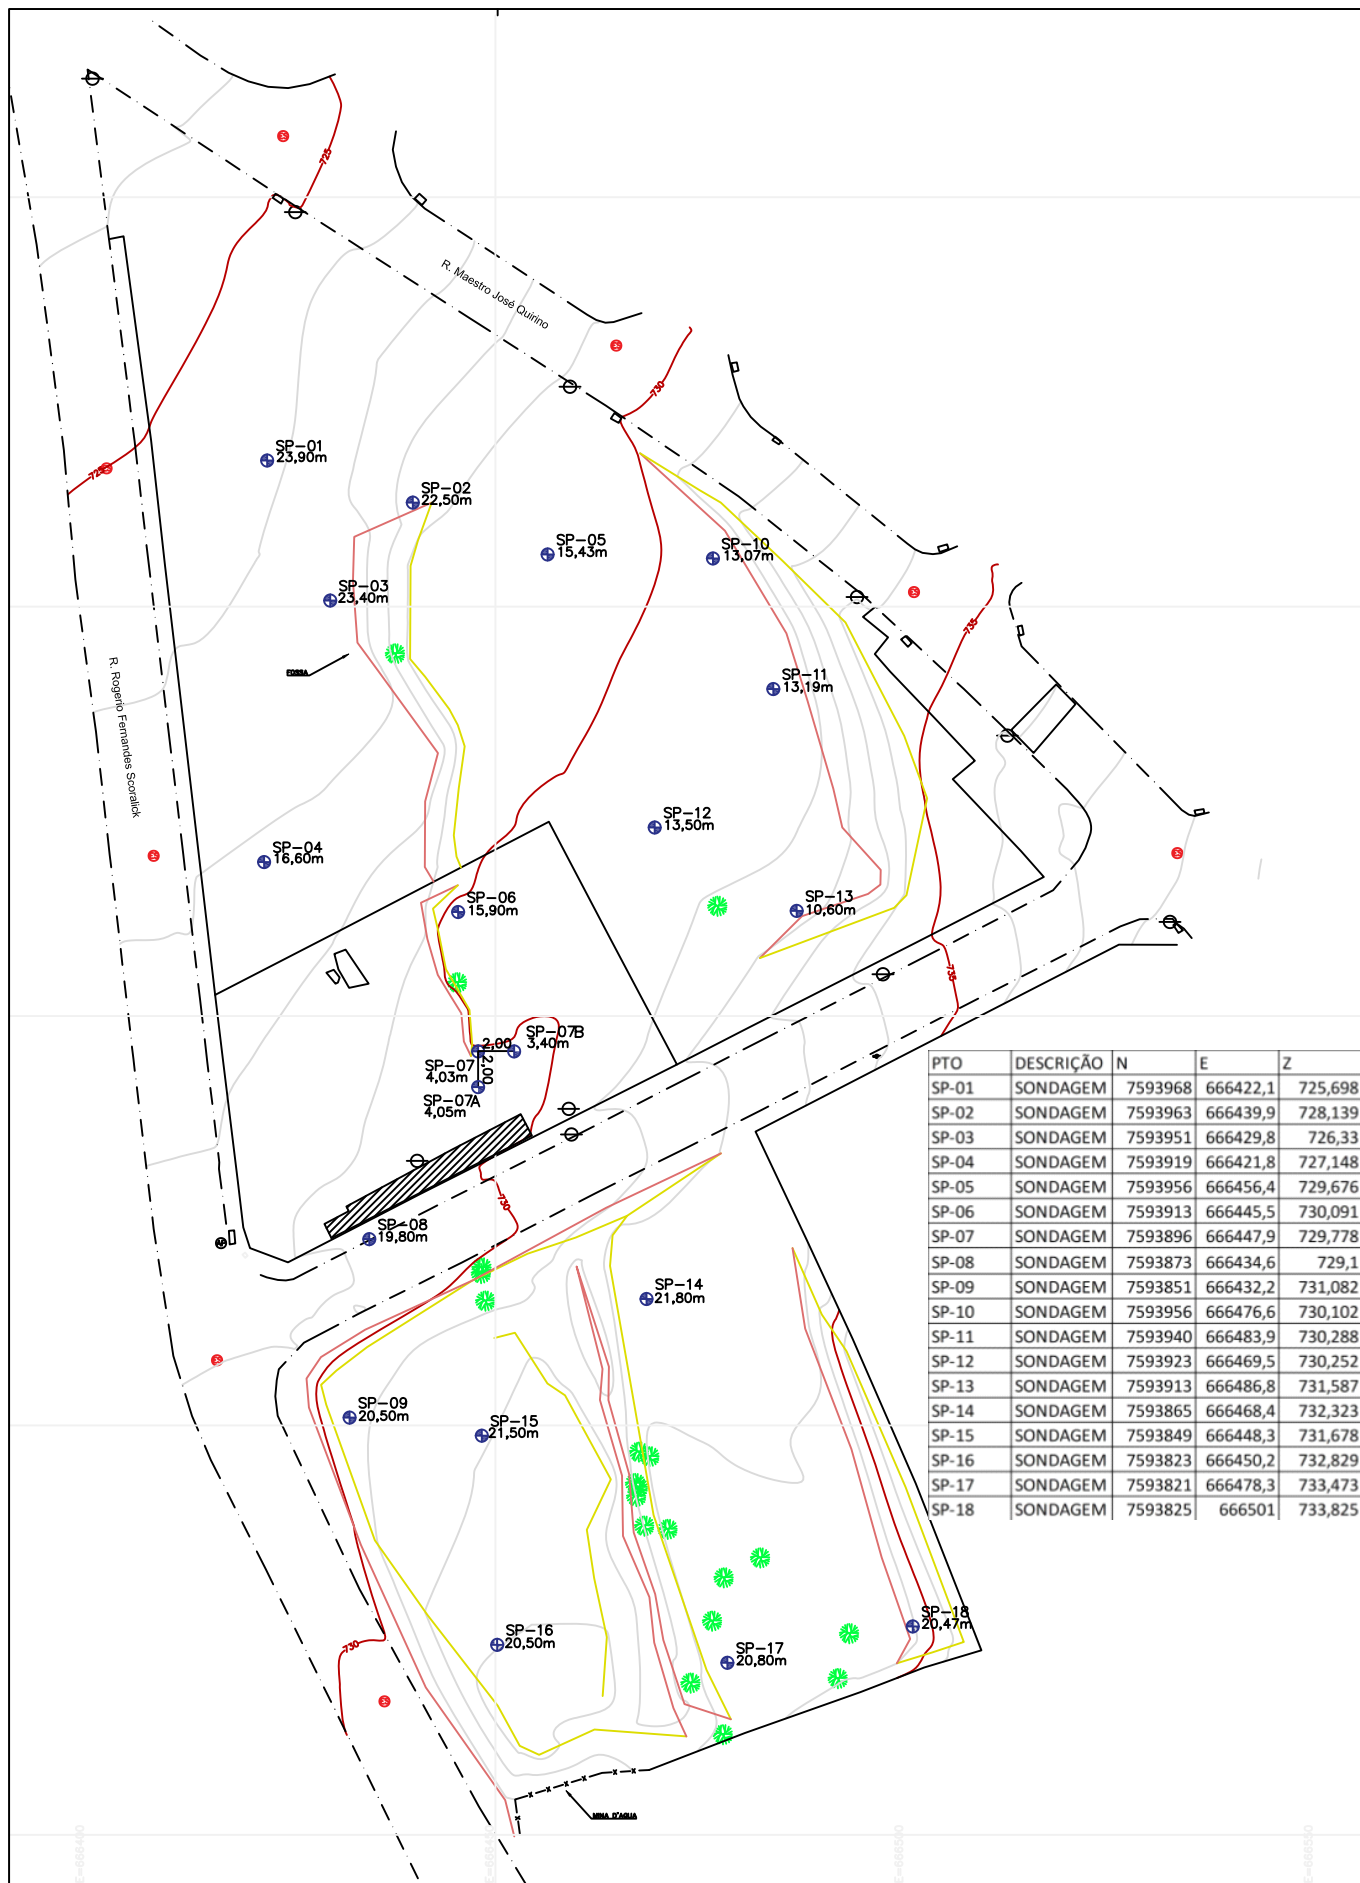 725
R. Maestro José Quirino
730
725
SP-01
23,90m
SP-02
22,50m
SP-05
15,43m
SP-10
13,07m
SP-03
23,40m
735
FOSSA
SP-11
13,19m
R. Rogerio Fernandes Scoralick
SP-12
13,50m
SP-04
16,60m
SP-06
15,90m
SP-13
10,60m
735
SP-07B
3,40m
2,00
2,00
SP-07
4,03m
SP-07A
4,05m
PTO DESCRIÇÃO N E Z
SP-01 SONDAGEM 7593968 666422,1 725,698
SP-02 SONDAGEM 7593963 666439,9 728,139
SP-03 SONDAGEM 7593951 666429,8 726,33
SP-04 SONDAGEM 7593919 666421,8 727,148
SP-05 SONDAGEM 7593956 666456,4 729,676
SP-06 SONDAGEM 7593913 666445,5 730,091
SP-07 SONDAGEM 7593896 666447,9 729,778
SP-08 SONDAGEM 7593873 666434,6 729,1
SP-09 SONDAGEM 7593851 666432,2 731,082
SP-10 SONDAGEM 7593956 666476,6 730,102
SP-11 SONDAGEM 7593940 666483,9 730,288
SP-12 SONDAGEM 7593923 666469,5 730,252
SP-13 SONDAGEM 7593913 666486,8 731,587
SP-14 SONDAGEM 7593865 666468,4 732,323
SP-15 SONDAGEM 7593849 666448,3 731,678
SP-16 SONDAGEM 7593823 666450,2 732,829
SP-17 SONDAGEM 7593821 666478,3 733,473
SP-18 SONDAGEM 7593825 666501 733,825
730
SP-08
19,80m
SP-14
21,80m
SP-09
20,50m
SP-15
21,50m
SP-18
20,47m
SP-16
20,50m
730
SP-17
20,80m
MINA D'AGUA
E=666400
E=666450
E=666500
E=666550